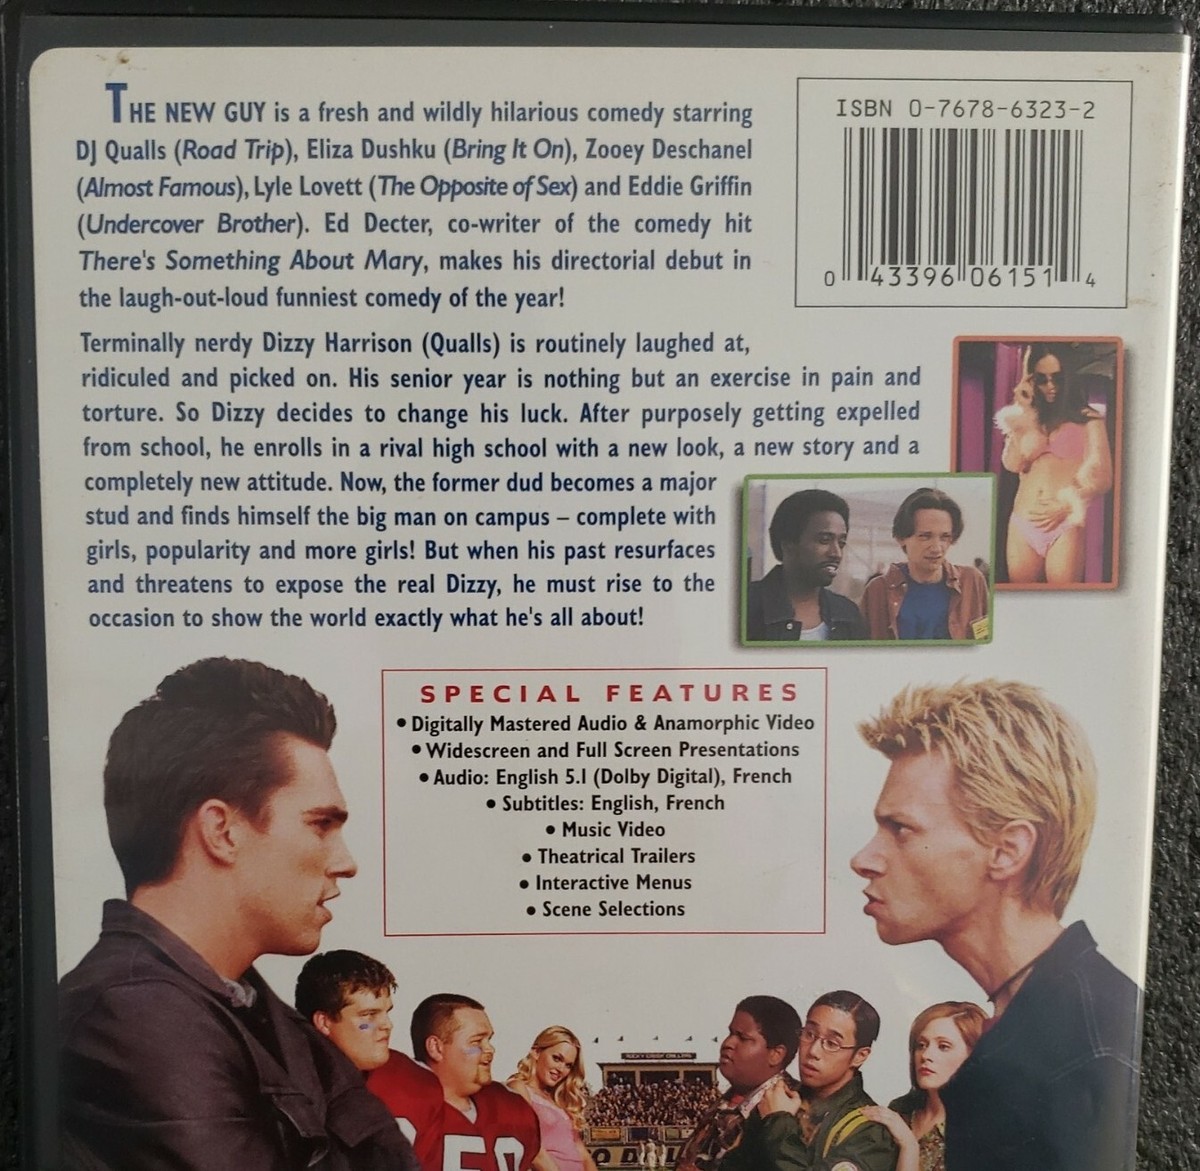 THE NEW GUY is a fresh and wildly hilarious comedy starring
DJ Qualls (Road Trip), Eliza Dushku (Bring It On), Zooey Deschanel
(Almost Famous), Lyle Lovett (The Opposite of Sex) and Eddie Griffin
(Undercover Brother). Ed Decter, co-writer of the comedy hit
There's Something About Mary, makes his directorial debut in
the laugh-out-loud funniest comedy of the year!
ISBN 0-7678-6323-2
0 43396 06151 4
Terminally nerdy Dizzy Harrison (Qualls) is routinely laughed at,
ridiculed and picked on. His senior year is nothing but an exercise in pain and
torture. So Dizzy decides to change his luck. After purposely getting expelled
from school, he enrolls in a rival high school with a new look, a new story and a
completely new attitude. Now, the former dud becomes a major
stud and finds himself the big man on campus – complete with
girls, popularity and more girls! But when his past resurfaces
and threatens to expose the real Dizzy, he must rise to the
occasion to show the world exactly what he's all about!
SPECIAL FEATURES
• Digitally Mastered Audio & Anamorphic Video
• Widescreen and Full Screen Presentations
• Audio: English 5.1 (Dolby Digital), French
• Subtitles: English, French
• Music Video
• Theatrical Trailers
• Interactive Menus
• Scene Selections